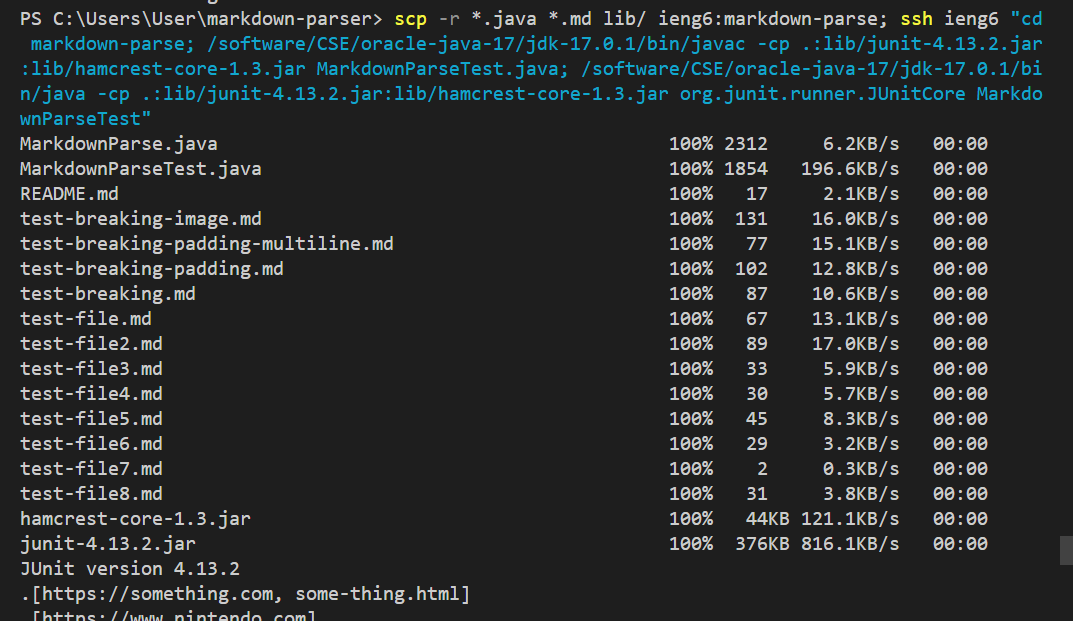 PS C:\Users\User\markdown-parser> scp -r *.java *.md lib/ ieng6:markdown-parse; ssh ieng6 "cd
 markdown-parse; /software/CSE/oracle-java-17/jdk-17.0.1/bin/javac -cp .:lib/junit-4.13.2.jar
:lib/hamcrest-core-1.3.jar MarkdownParseTest.java; /software/CSE/oracle-java-17/jdk-17.0.1/bi
n/java -cp .:lib/junit-4.13.2.jar:lib/hamcrest-core-1.3.jar org.junit.runner.JUnitCore Markdo
wnParseTest"
MarkdownParse.java 100% 2312 6.2KB/s 00:00
MarkdownParseTest.java 100% 1854 196.6KB/s 00:00
README.md 100% 17 2.1KB/s 00:00
test-breaking-image.md 100% 131 16.0KB/s 00:00
test-breaking-padding-multiline.md 100% 77 15.1KB/s 00:00
test-breaking-padding.md 100% 102 12.8KB/s 00:00
test-breaking.md 100% 87 10.6KB/s 00:00
test-file.md 100% 67 13.1KB/s 00:00
test-file2.md 100% 89 17.0KB/s 00:00
test-file3.md 100% 33 5.9KB/s 00:00
test-file4.md 100% 30 5.7KB/s 00:00
test-file5.md 100% 45 8.3KB/s 00:00
test-file6.md 100% 29 3.2KB/s 00:00
test-file7.md 100% 2 0.3KB/s 00:00
test-file8.md 100% 31 3.8KB/s 00:00
hamcrest-core-1.3.jar 100% 44KB 121.1KB/s 00:00
junit-4.13.2.jar 100% 376KB 816.1KB/s 00:00
JUnit version 4.13.2
.[https://something.com, some-thing.html]
[https://www.nintendo.com]